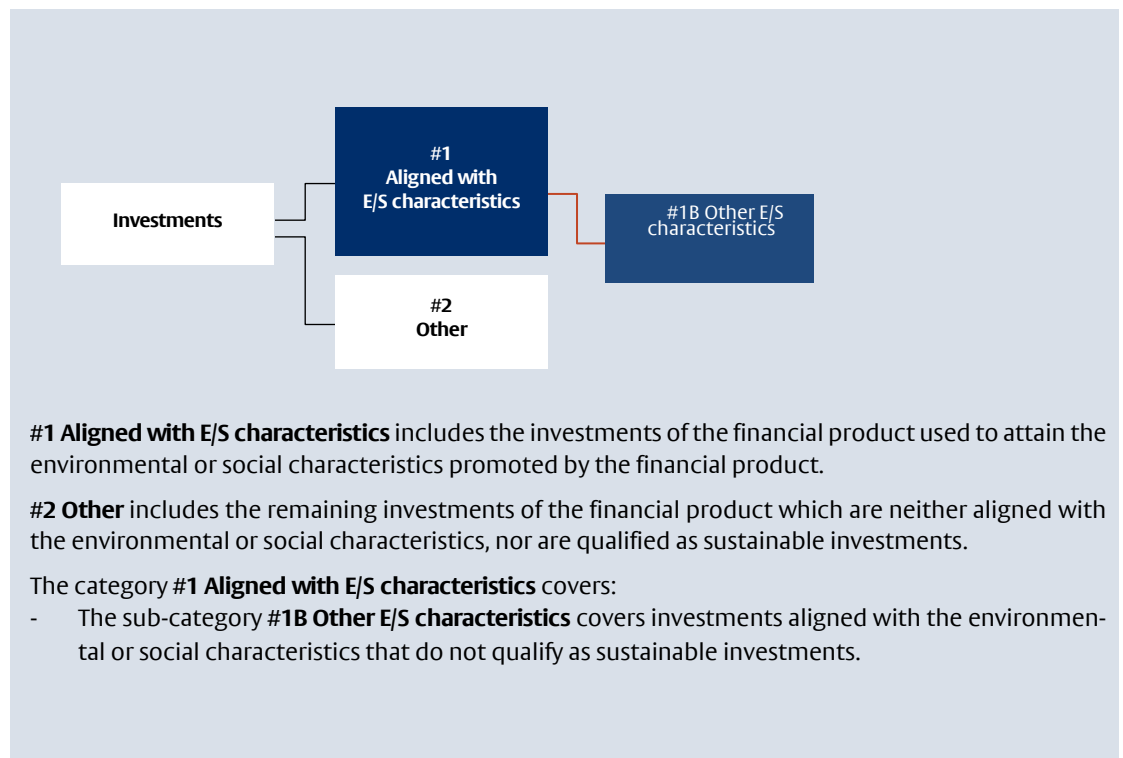 #1
Aligned with
E/S characteristics
Investments
#1B Other E/S
characteristics
#2
Other
#1 Aligned with E/S characteristics includes the investments of the financial product used to attain the
environmental or social characteristics promoted by the financial product.
#2 Other includes the remaining investments of the financial product which are neither aligned with
the environmental or social characteristics, nor are qualified as sustainable investments.
The category #1 Aligned with E/S characteristics covers:
- The sub-category #1B Other E/S characteristics covers investments aligned with the environmen-
tal or social characteristics that do not qualify as sustainable investments.